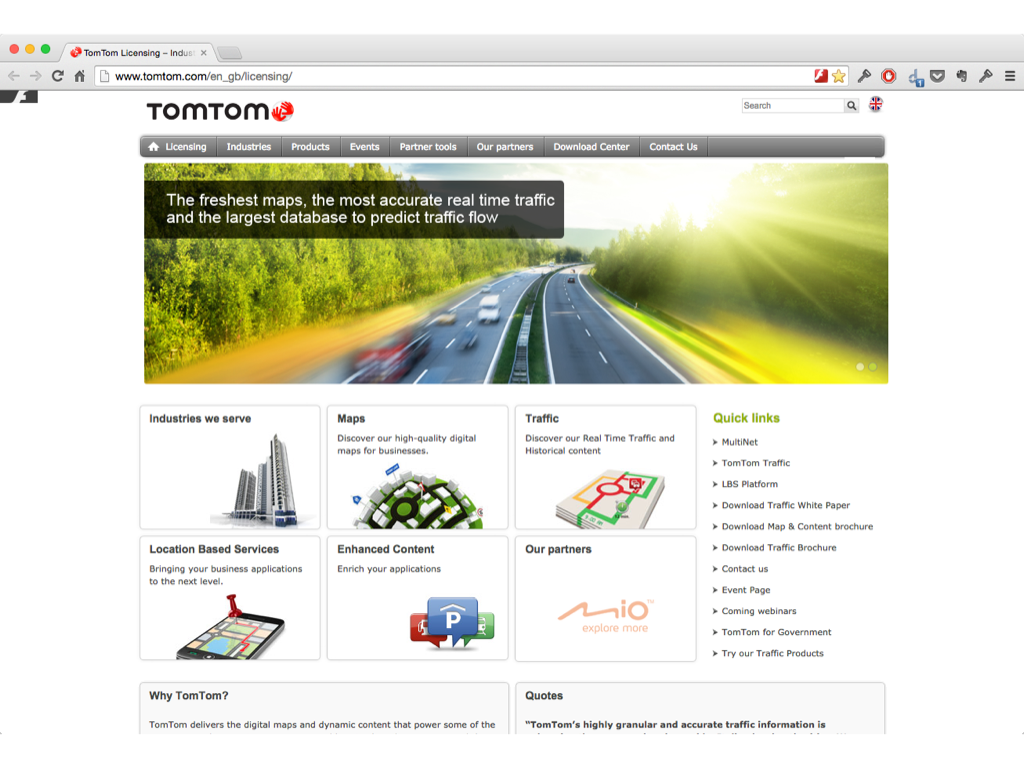 TomTom Licensing – Indus
www.tomtom.com/en_gb/licensing/
1
TOMTOM
Search
Licensing
Industries
Products
Events
Partner tools
Our partners
Download Center
Contact Us
The freshest maps, the most accurate real time traffic
and the largest database to predict traffic flow
Industries we serve
Maps
Discover our high-quality digital
maps for businesses.
Traffic
Discover our Real Time Traffic and
Historical content
Location Based Services
Bringing your business applications
to the next level.
Enhanced Content
Enrich your applications
P
Our partners
MIO™
explore more
Quick links
MultiNet
TomTom Traffic
LBS Platform
Download Traffic White Paper
Download Map & Content brochure
Download Traffic Brochure
Contact us
Event Page
Coming webinars
TomTom for Government
Try our Traffic Products
Why TomTom?
TomTom delivers the digital maps and dynamic content that power some of the
Quotes
“TomTom’s highly granular and accurate traffic information is